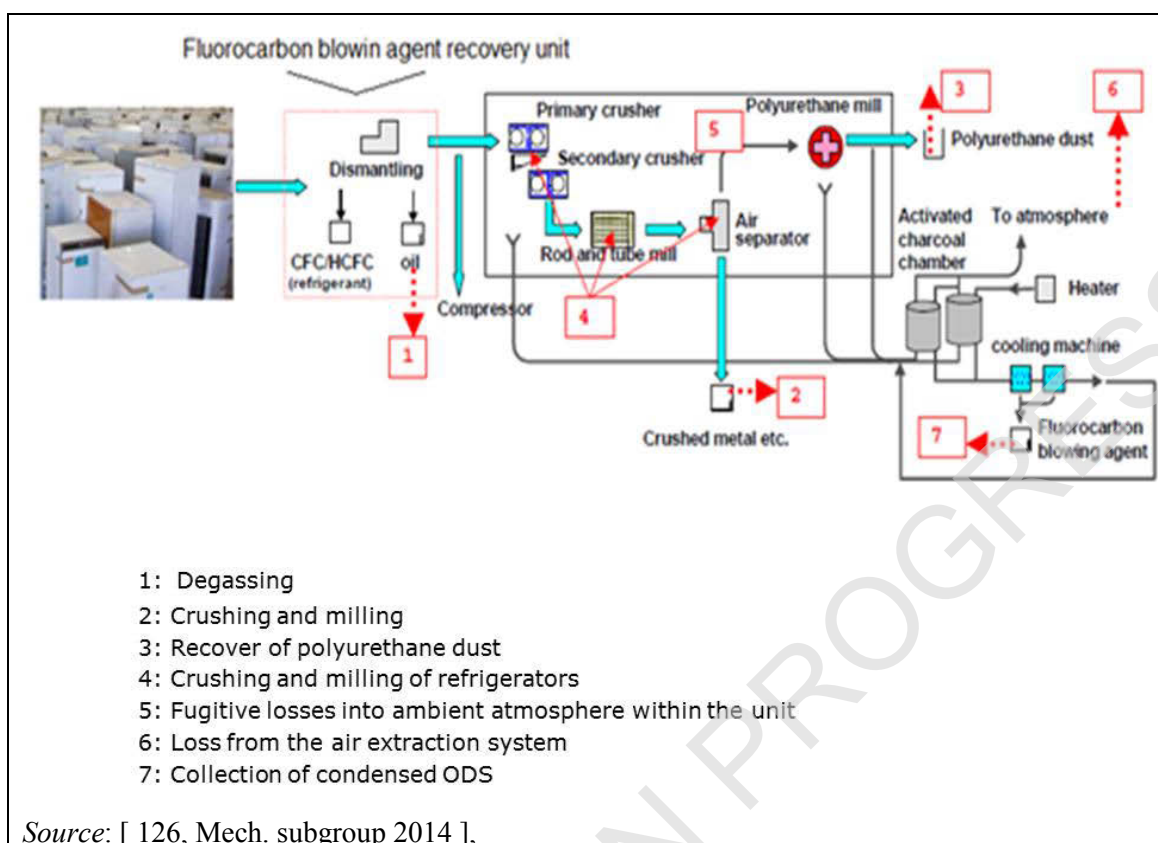 Fluorocarbon blowin agent recovery unit
Dismantling
CFC/HCFC
(refrigerant)
oil
1
Compressor
Primary crusher
Secondary crusher
Rod and tube mill
4
5
Air
separator
Polyurethane mill
Crushed metal etc.
2
3
Polyurethane dust
6
Activated
charcoal
chamber
To atmosphere
Heater
cooling machine
Fluorocarbon
blowing agent
7
1: Degassing
2: Crushing and milling
3: Recover of polyurethane dust
4: Crushing and milling of refrigerators
5: Fugitive losses into ambient atmosphere within the unit
6: Loss from the air extraction system
7: Collection of condensed ODS
Source: [ 126, Mech. subgroup 2014 ],
N PROGRESS